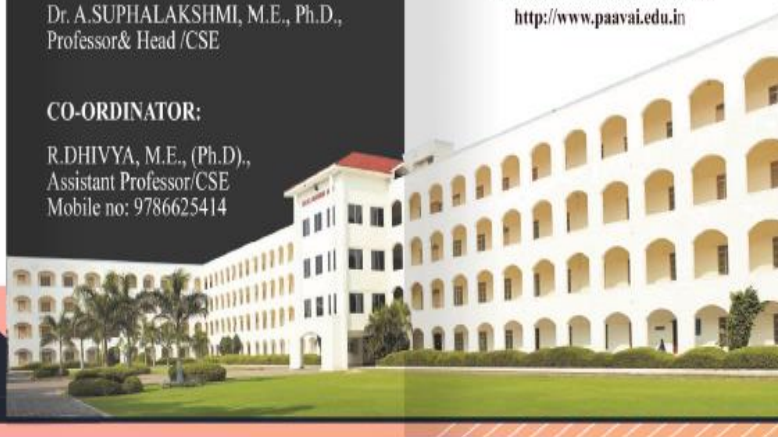 Dr. A.SUPHALAKSHMI, M.E., Ph.D.,
Professor& Head /CSE
CO-ORDINATOR:
R.DHIVYA, M.E., (Ph.D).,
Assistant Professor/CSE
Mobile no: 9786625414
http://www.paavai.edu.in